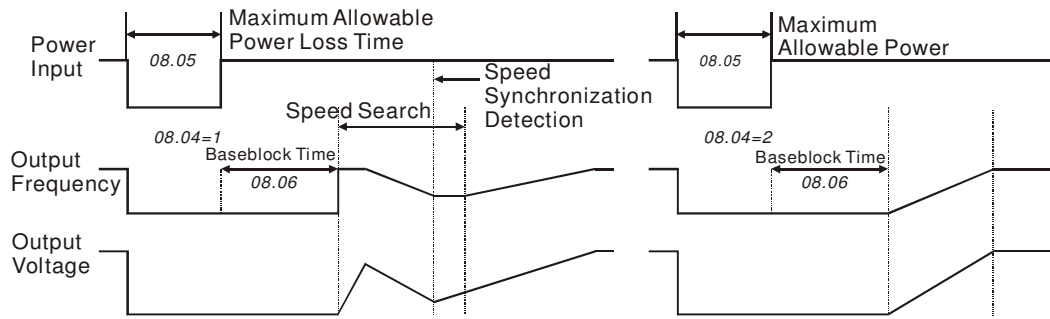 Power
Input
08.05
Maximum Allowable
Power Loss Time
Speed
Synchronization
Detection
Speed Search
08.04=1
Baseblock Time
08.06
Output
Frequency
Output
Voltage
08.05
Maximum
Allowable Power
08.04=2
Baseblock Time
08.06